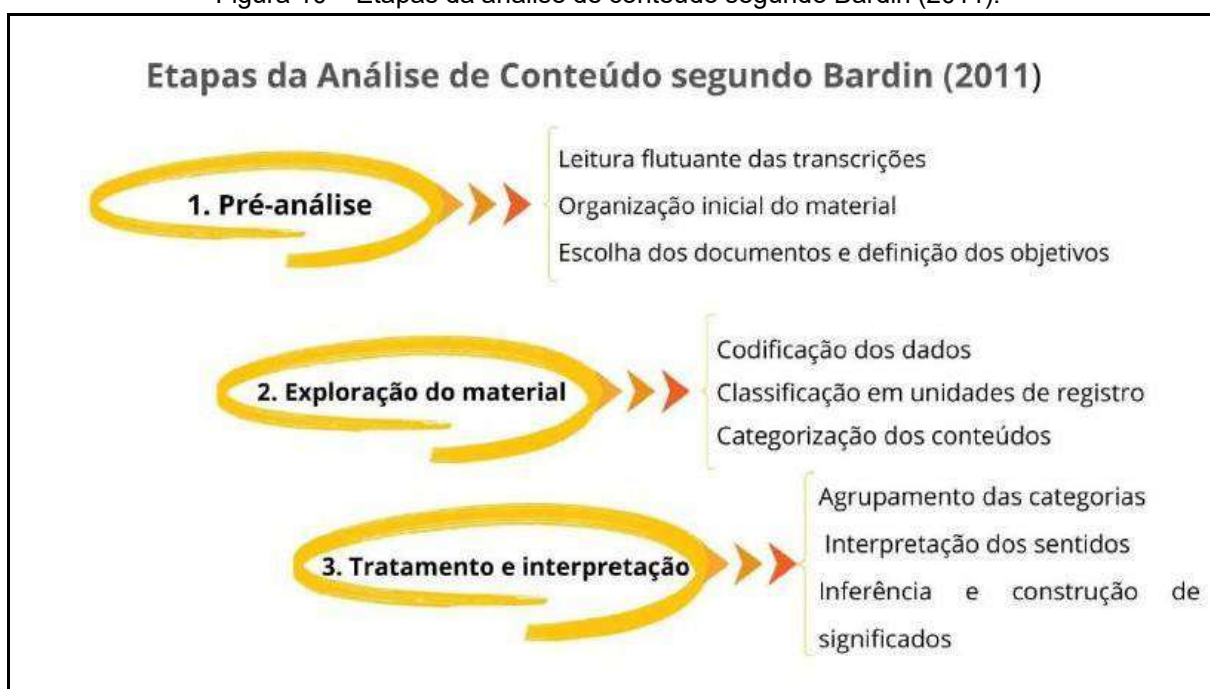 Figura 10 – Etapas da análise de conteúdo segundo Bardin (2011).
Etapas da Análise de Conteúdo segundo Bardin (2011)
1. Pré-análise
Leitura flutuante das transcrições
Organização inicial do material
Escolha dos documentos e definição dos objetivos
2. Exploração do material
Codificação dos dados
Classificação em unidades de registro
Categorização dos conteúdos
3. Tratamento e interpretação
Agrupamento das categorias
Interpretação dos sentidos
Inferência e construção de
significados